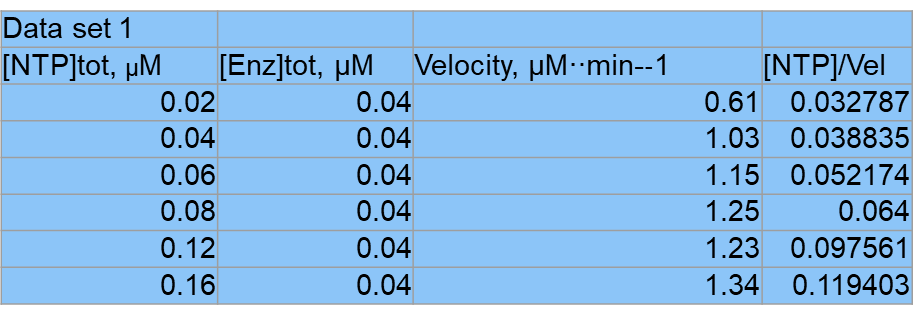 Data set 1
[NTP]tot, µM [Enz]tot, µM Velocity, µM··min--1 [NTP]/Vel
0.02 0.04 0.61 0.032787
0.04 0.04 1.03 0.038835
0.06 0.04 1.15 0.052174
0.08 0.04 1.25 0.064
0.12 0.04 1.23 0.097561
0.16 0.04 1.34 0.119403